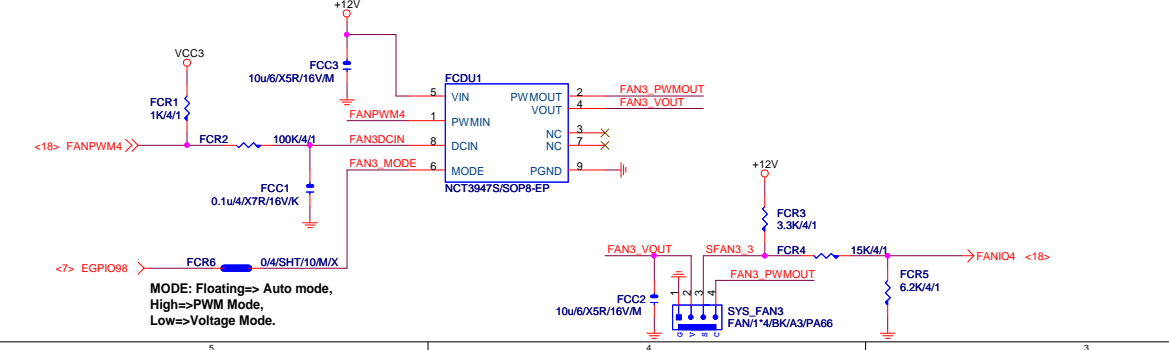 +12V
VCC3
FCC3
10u/6/X5R/16V/M
FCDU1
FCR1
1K/4/1
5 VIN
PWMOUT 2 FAN3_PWMOUT
VOUT 4 FAN3_VOUT
FANPWM4 1 PWMIN
NC 3
<18> FANPWM4 FCR2 100K/4/1 FAN3DCIN 8 DCIN
NC 7
FAN3_MODE 6 MODE
PGND 9
NCT3947S/SOP8-EP
FCC1
0.1u/4/X7R/16V/K
+12V
FCR3
3.3K/4/1
FAN3_VOUT SFAN3_3 FCR4 15K/4/1 FANIO4 <18>
<7> EGPIO98 FCR6 0/4/SHT/10/M/X
FAN3_PWMOUT
FCR5
6.2K/4/1
MODE: Floating=> Auto mode,
High=>PWM Mode,
Low=>Voltage Mode.
FCC2
10u/6/X5R/16V/M
1 2 3 4
G V S C
SYS_FAN3
FAN/1*4/BK/A3/PA66
5 4 3